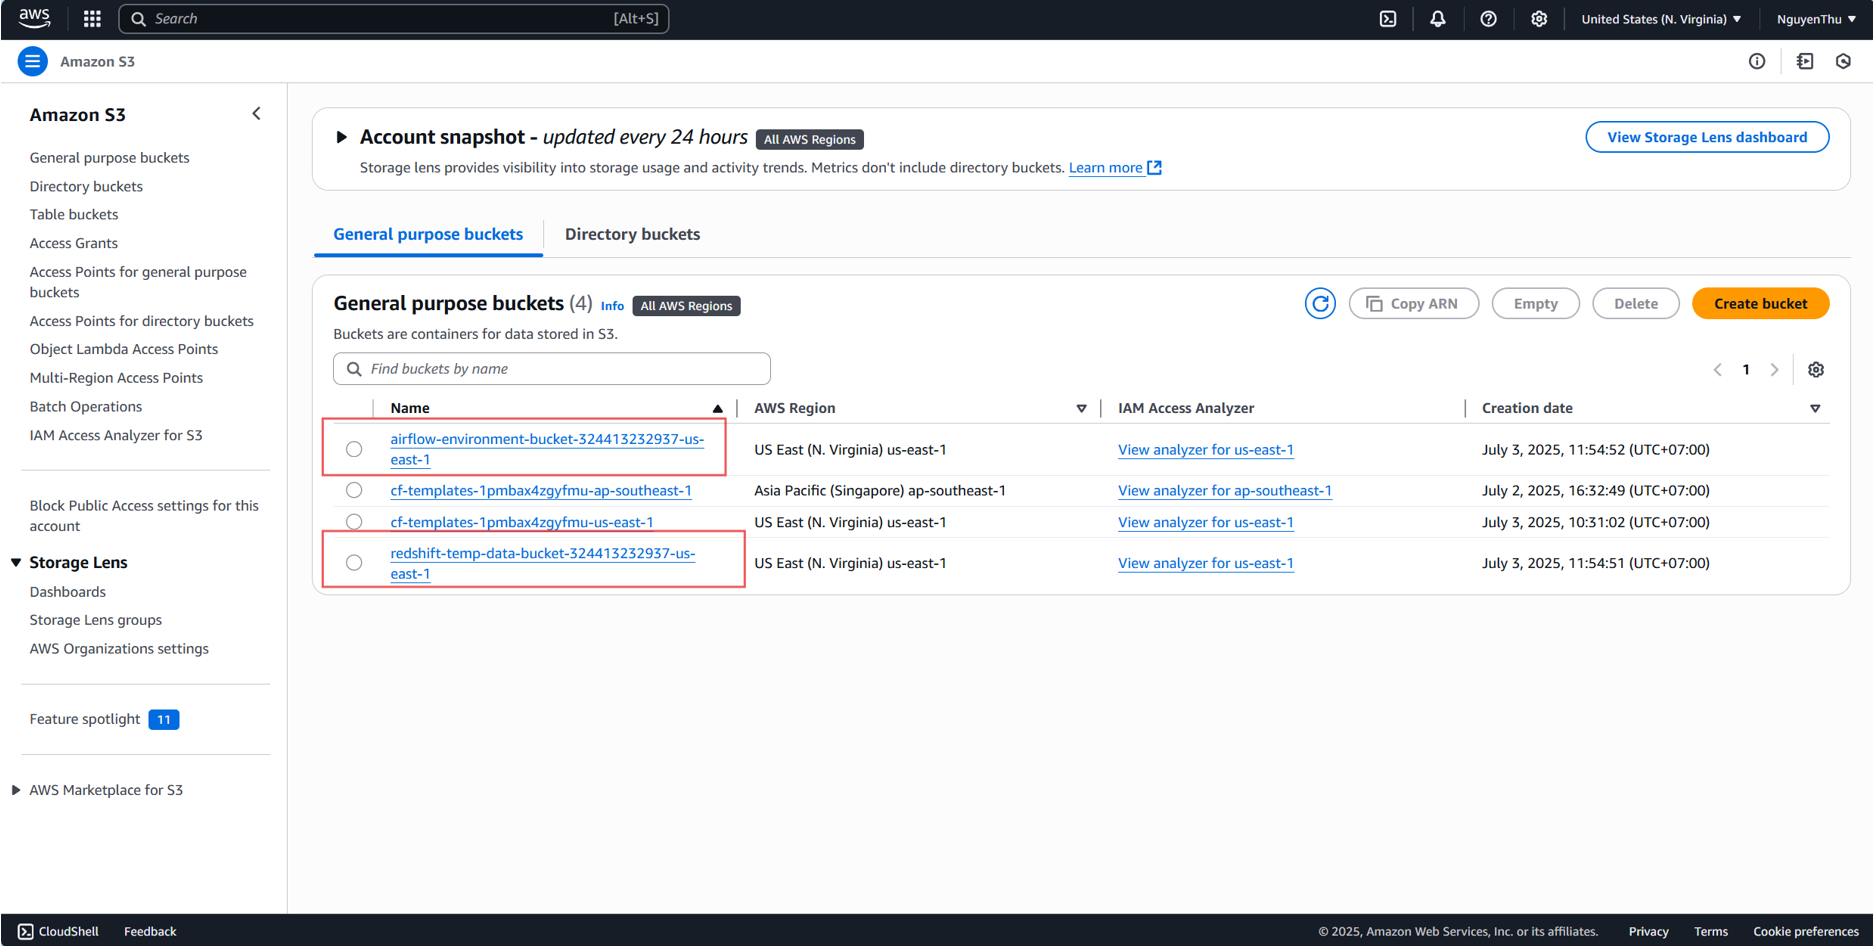 aws
Search [Alt+S]
United States (N. Virginia)
NguyenThu
Amazon S3
Amazon S3
General purpose buckets
Directory buckets
Table buckets
Access Grants
Access Points for general purpose
buckets
Access Points for directory buckets
Object Lambda Access Points
Multi-Region Access Points
Batch Operations
IAM Access Analyzer for S3
Block Public Access settings for this
account
Storage Lens
Dashboards
Storage Lens groups
AWS Organizations settings
Feature spotlight 11
AWS Marketplace for S3
Account snapshot - updated every 24 hours All AWS Regions
View Storage Lens dashboard
Storage lens provides visibility into storage usage and activity trends. Metrics don't include directory buckets. Learn more
General purpose buckets
Directory buckets
General purpose buckets (4) Info All AWS Regions
Copy ARN
Empty
Delete
Create bucket
Buckets are containers for data stored in S3.
Find buckets by name
1
Name AWS Region IAM Access Analyzer Creation date
airflow-environment-bucket-324413232937-us-
east-1
US East (N. Virginia) us-east-1 View analyzer for us-east-1 July 3, 2025, 11:54:52 (UTC+07:00)
cf-templates-1pmbax4zgyfmu-ap-southeast-1 Asia Pacific (Singapore) ap-southeast-1 View analyzer for ap-southeast-1 July 2, 2025, 16:32:49 (UTC+07:00)
cf-templates-1pmbax4zgyfmu-us-east-1 US East (N. Virginia) us-east-1 View analyzer for us-east-1 July 3, 2025, 10:31:02 (UTC+07:00)
redshift-temp-data-bucket-324413232937-us-
east-1
US East (N. Virginia) us-east-1 View analyzer for us-east-1 July 3, 2025, 11:54:51 (UTC+07:00)
CloudShell Feedback
© 2025, Amazon Web Services, Inc. or its affiliates. Privacy Terms Cookie preferences